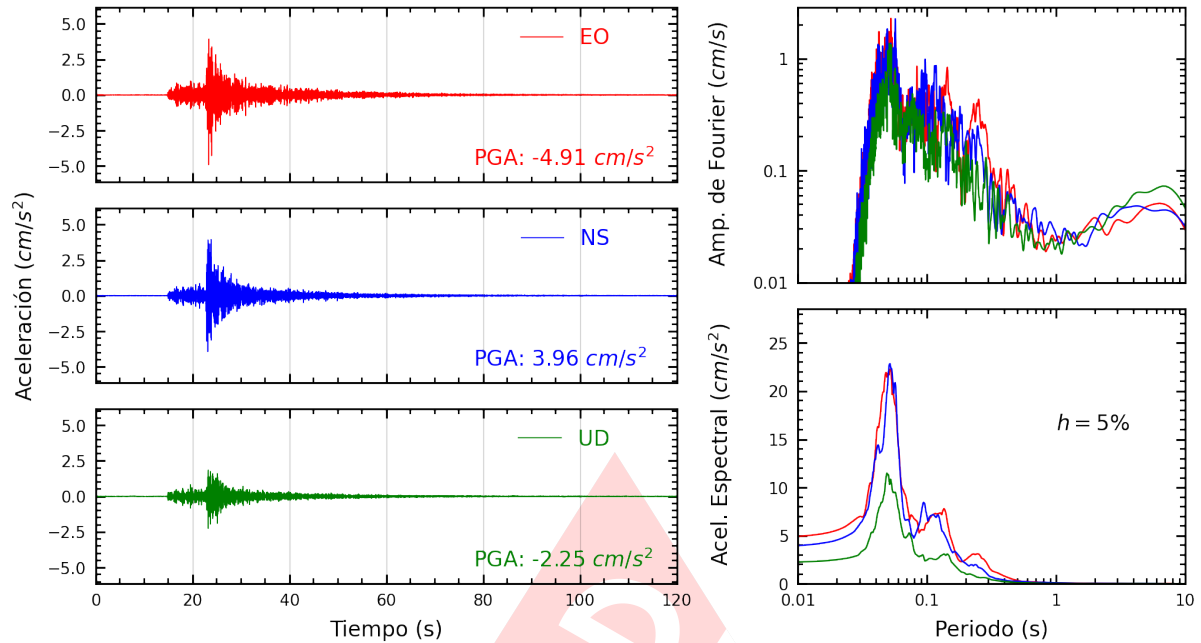 Aceleración (cm/s²)
5.0
2.5
0.0
−2.5
−5.0
EO
PGA: -4.91 cm/s²
5.0
2.5
0.0
−2.5
−5.0
NS
PGA: 3.96 cm/s²
5.0
2.5
0.0
−2.5
−5.0
UD
PGA: -2.25 cm/s²
0 20 40 60 80 100 120
Tiempo (s)
Amp. de Fourier (cm/s)
1
0.1
0.01
Acel. Espectral (cm/s²)
25
20
15
10
5
0
h = 5%
0.01 0.1 1 10
Periodo (s)